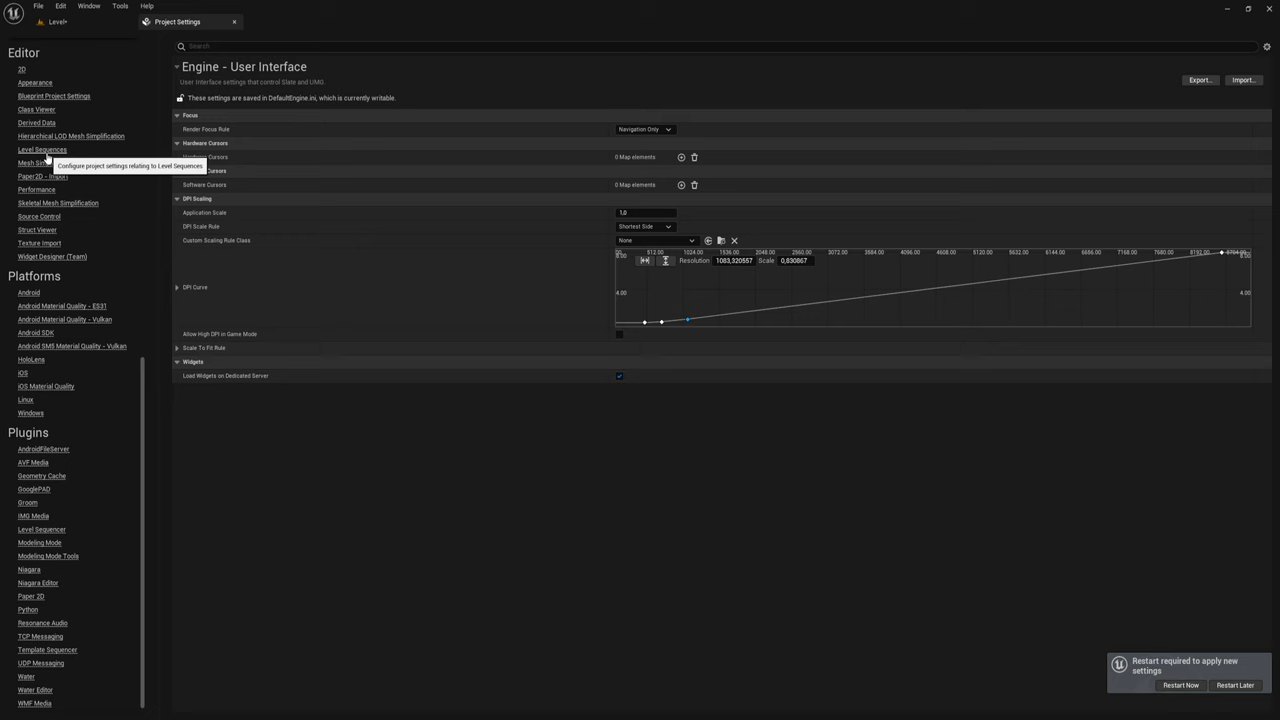 File Edit Window Tools Help
Level*
Project Settings
Editor
2D
Appearance
Blueprint Project Settings
Class Viewer
Derived Data
Hierarchical LOD Mesh Simplification
Level Sequences
Configure project settings relating to Level Sequences
Paper2D - Import
Performance
Skeletal Mesh Simplification
Source Control
Struct Viewer
Texture Import
Widget Designer (Team)
Platforms
Android
Android Material Quality - ES31
Android Material Quality - Vulkan
Android SDK
Android SM5 Material Quality - Vulkan
HoloLens
iOS
iOS Material Quality
Linux
Windows
Plugins
AndroidFileServer
AVF Media
Geometry Cache
GooglePAD
Groom
IMG Media
Level Sequencer
Modeling Mode
Modeling Mode Tools
Niagara
Niagara Editor
Paper 2D
Python
Resonance Audio
TCP Messaging
Template Sequencer
UDP Messaging
Water
Water Editor
WMF Media
Search
Engine - User Interface
User Interface settings that control Slate and UMG.
Export...
Import...
These settings are saved in DefaultEngine.ini, which is currently writable.
Focus
Render Focus Rule
Navigation Only
Hardware Cursors
0 Map elements
Software Cursors
0 Map elements
DPI Scaling
Application Scale
1,0
DPI Scale Rule
Shortest Side
Custom Scaling Rule Class
None
512.00 1024.00 1536.00 2048.00 2560.00 3072.00 3584.00 4096.00 4608.00 5120.00 5632.00 6144.00 6656.00 7168.00 7680.00 8192.00 8704.00
8.00
Resolution 1083,320557 Scale 0,830867
DPI Curve
4.00
4.00
Allow High DPI in Game Mode
Scale To Fit Rule
Widgets
Load Widgets on Dedicated Server
Restart required to apply new
settings
Restart Now
Restart Later